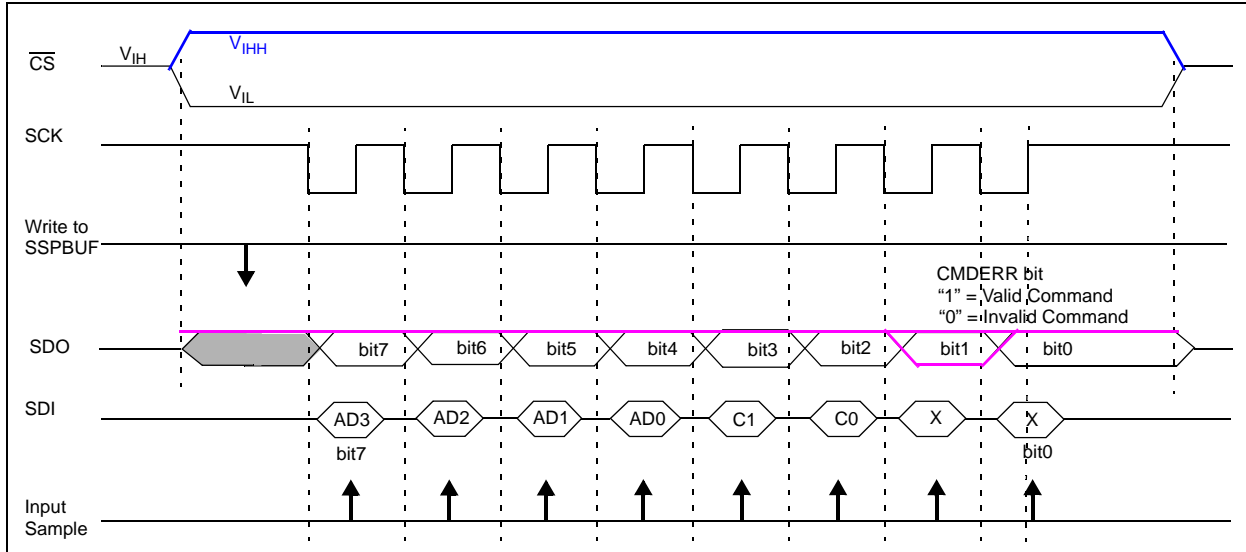 CS VIH VIHH
VIL
SCK
Write to
SSPBUF
CMDERR bit
“1” = Valid Command
“0” = Invalid Command
SDO bit7 bit6 bit5 bit4 bit3 bit2 bit1 bit0
SDI AD3 AD2 AD1 AD0 C1 C0 X X
bit7 bit0
Input
Sample